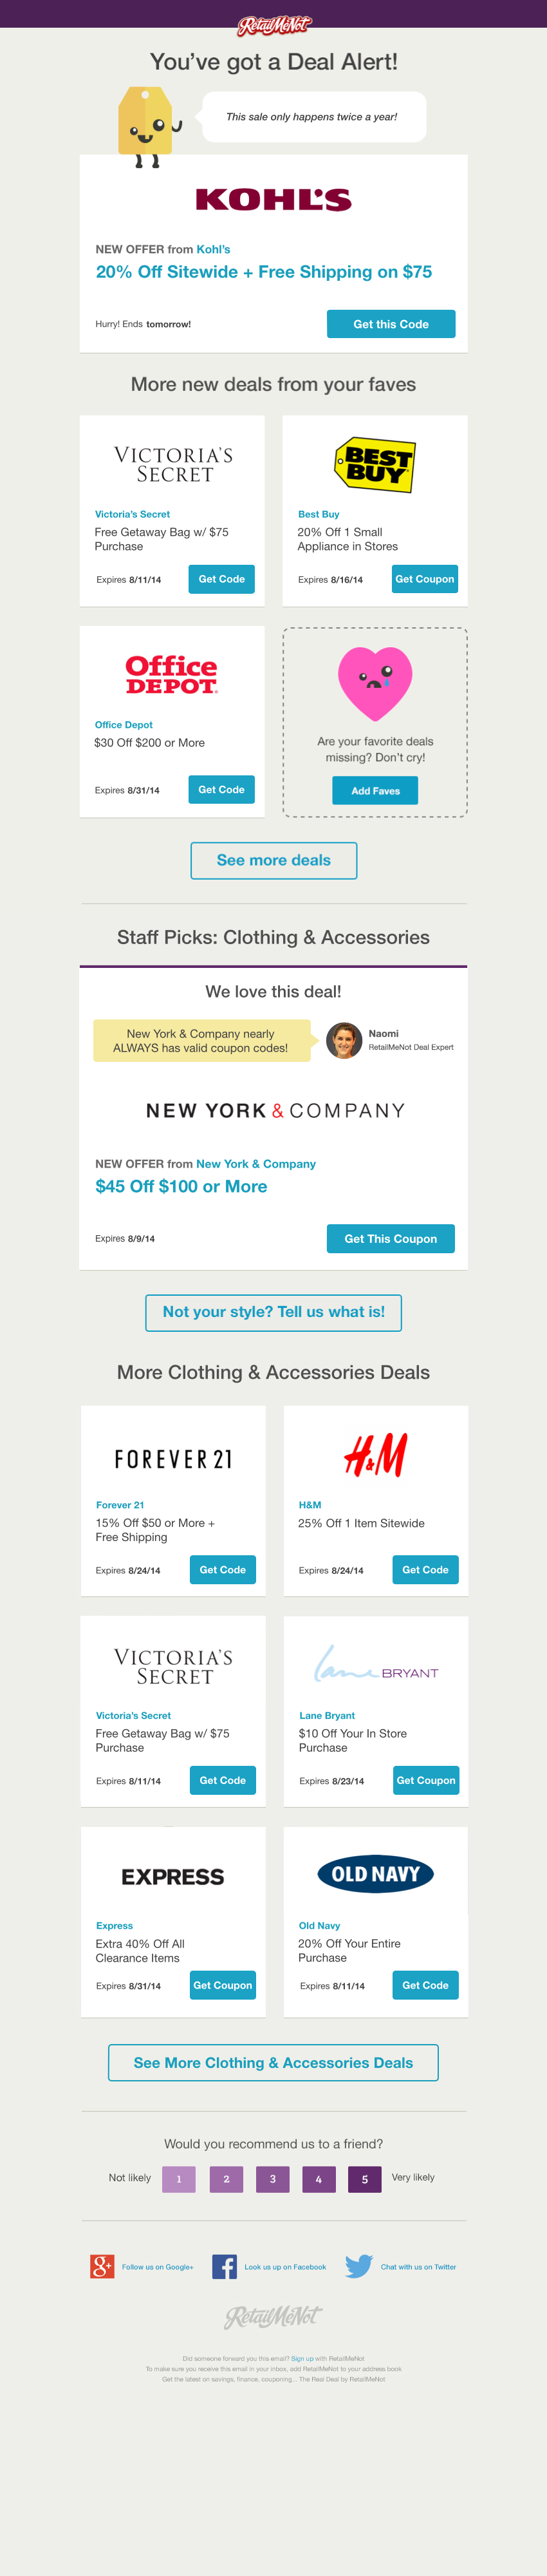 RetailMeNot
You've got a Deal Alert!
This sale only happens twice a year!
KOHL'S
NEW OFFER from Kohl's
20% Off Sitewide + Free Shipping on $75
Hurry! Ends tomorrow!
Get this Code
More new deals from your faves
VICTORIA'S
SECRET
Victoria's Secret
Free Getaway Bag w/ $75
Purchase
Expires 8/11/14
Get Code
BEST
BUY
Best Buy
20% Off 1 Small
Appliance in Stores
Expires 8/16/14
Get Coupon
Office
DEPOT
Office Depot
$30 Off $200 or More
Expires 8/31/14
Get Code
Are your favorite deals
missing? Don't cry!
Add Faves
See more deals
Staff Picks: Clothing & Accessories
We love this deal!
New York & Company nearly
ALWAYS has valid coupon codes!
Naomi
RetailMeNot Deal Expert
NEW YORK & COMPANY
NEW OFFER from New York & Company
$45 Off $100 or More
Expires 8/9/14
Get This Coupon
Not your style? Tell us what is!
More Clothing & Accessories Deals
FOREVER 21
Forever 21
15% Off $50 or More +
Free Shipping
Expires 8/24/14
Get Code
H&M
H&M
25% Off 1 Item Sitewide
Expires 8/24/14
Get Code
VICTORIA'S
SECRET
Victoria's Secret
Free Getaway Bag w/ $75
Purchase
Expires 8/11/14
Get Code
lane BRYANT
Lane Bryant
$10 Off Your In Store
Purchase
Expires 8/23/14
Get Coupon
EXPRESS
Express
Extra 40% Off All
Clearance Items
Expires 8/31/14
Get Coupon
OLD NAVY
Old Navy
20% Off Your Entire
Purchase
Expires 8/11/14
Get Code
See More Clothing & Accessories Deals
Would you recommend us to a friend?
Not likely 1 2 3 4 5 Very likely
g+ Follow us on Google+
f Look us up on Facebook
Chat with us on Twitter
RetailMeNot
Did someone forward you this email? Sign up with RetailMeNot
To make sure you receive this email in your inbox, add RetailMeNot to your address book
Get the latest on savings, finance, couponing... The Real Deal by RetailMeNot